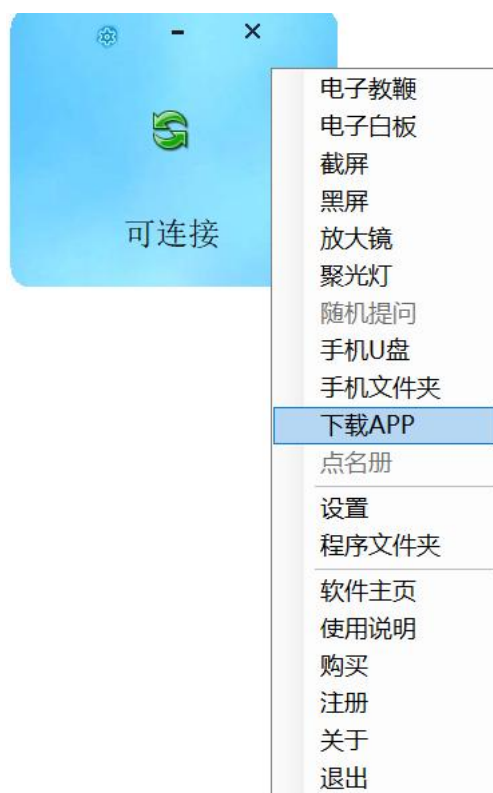 可连接
电子教鞭
电子白板
截屏
黑屏
放大镜
聚光灯
随机提问
手机U盘
手机文件夹
下载APP
点名册
设置
程序文件夹
软件主页
使用说明
购买
注册
关于
退出